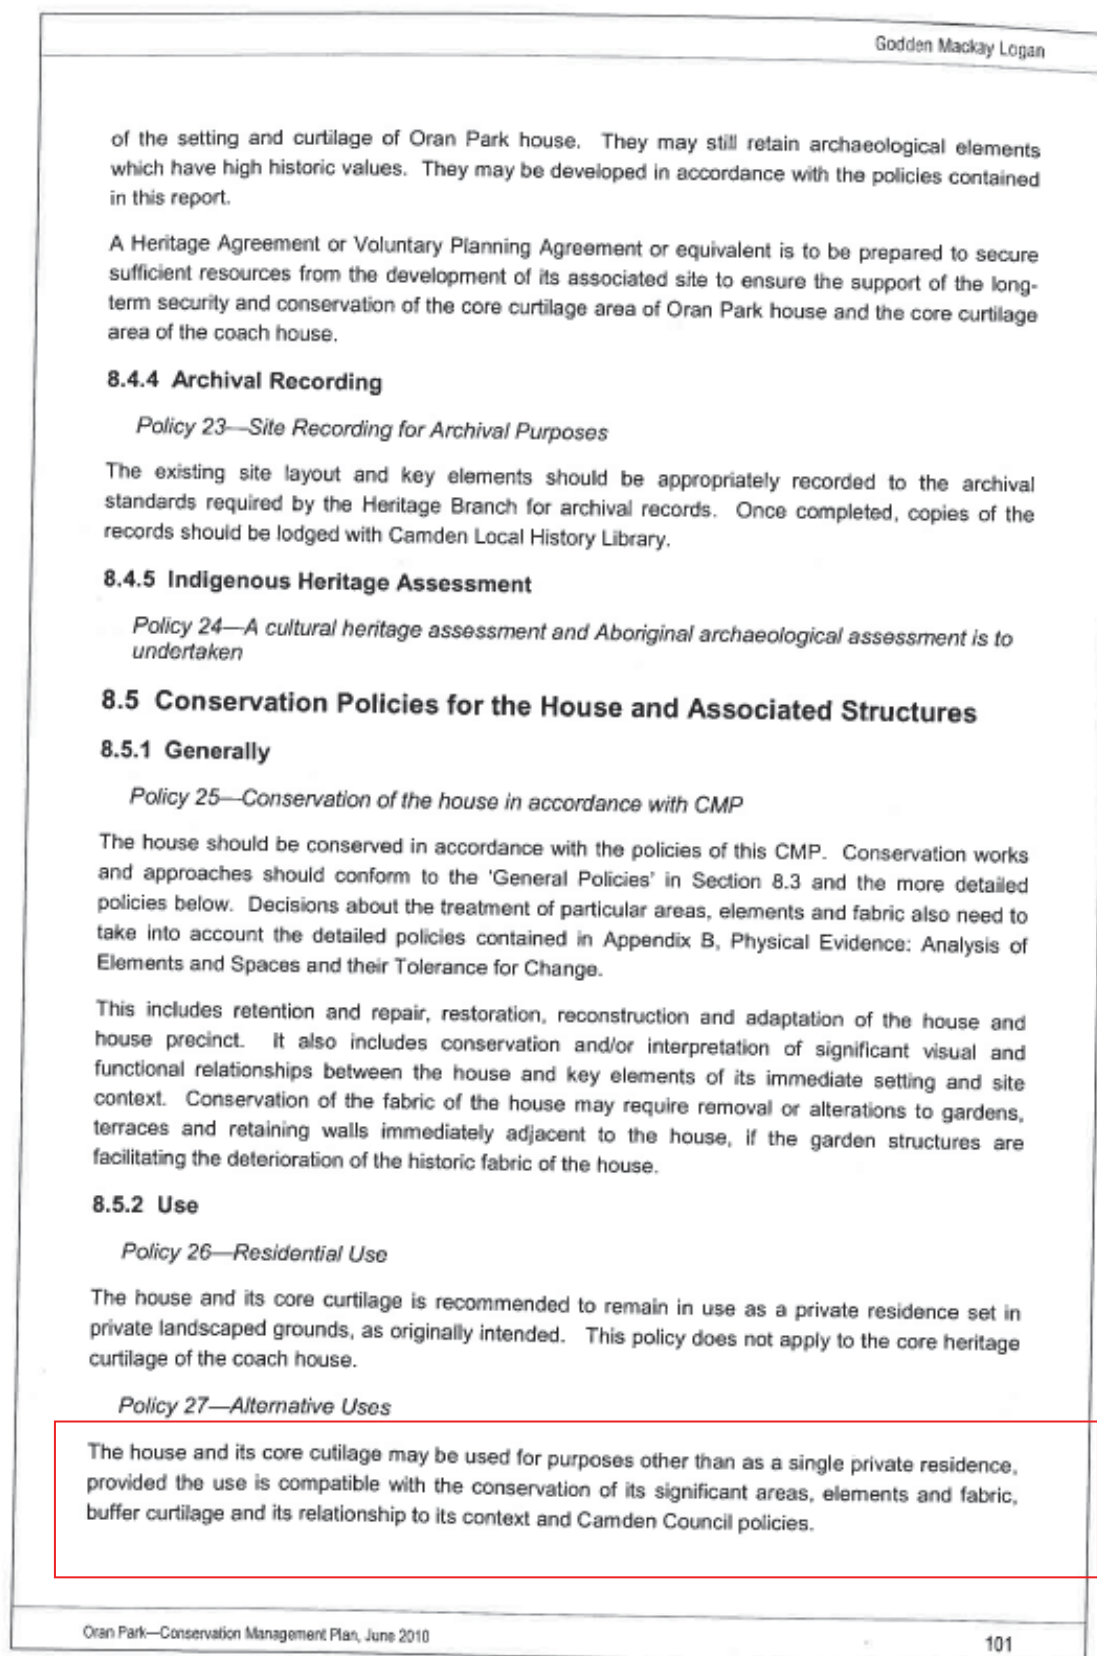 Godden Mackay Logan
of the setting and curtilage of Oran Park house. They may still retain archaeological elements
which have high historic values. They may be developed in accordance with the policies contained
in this report.
A Heritage Agreement or Voluntary Planning Agreement or equivalent is to be prepared to secure
sufficient resources from the development of its associated site to ensure the support of the long-
term security and conservation of the core curtilage area of Oran Park house and the core curtilage
area of the coach house.
8.4.4 Archival Recording
Policy 23—Site Recording for Archival Purposes
The existing site layout and key elements should be appropriately recorded to the archival
standards required by the Heritage Branch for archival records. Once completed, copies of the
records should be lodged with Camden Local History Library.
8.4.5 Indigenous Heritage Assessment
Policy 24—A cultural heritage assessment and Aboriginal archaeological assessment is to
undertaken
8.5 Conservation Policies for the House and Associated Structures
8.5.1 Generally
Policy 25—Conservation of the house in accordance with CMP
The house should be conserved in accordance with the policies of this CMP. Conservation works
and approaches should conform to the 'General Policies' in Section 8.3 and the more detailed
policies below. Decisions about the treatment of particular areas, elements and fabric also need to
take into account the detailed policies contained in Appendix B, Physical Evidence: Analysis of
Elements and Spaces and their Tolerance for Change.
This includes retention and repair, restoration, reconstruction and adaptation of the house and
house precinct. It also includes conservation and/or interpretation of significant visual and
functional relationships between the house and key elements of its immediate setting and site
context. Conservation of the fabric of the house may require removal or alterations to gardens,
terraces and retaining walls immediately adjacent to the house, if the garden structures are
facilitating the deterioration of the historic fabric of the house.
8.5.2 Use
Policy 26—Residential Use
The house and its core curtilage is recommended to remain in use as a private residence set in
private landscaped grounds, as originally intended. This policy does not apply to the core heritage
curtilage of the coach house.
Policy 27—Alternative Uses
The house and its core cutilage may be used for purposes other than as a single private residence,
provided the use is compatible with the conservation of its significant areas, elements and fabric,
buffer curtilage and its relationship to its context and Camden Council policies.
Oran Park—Conservation Management Plan, June 2010
101